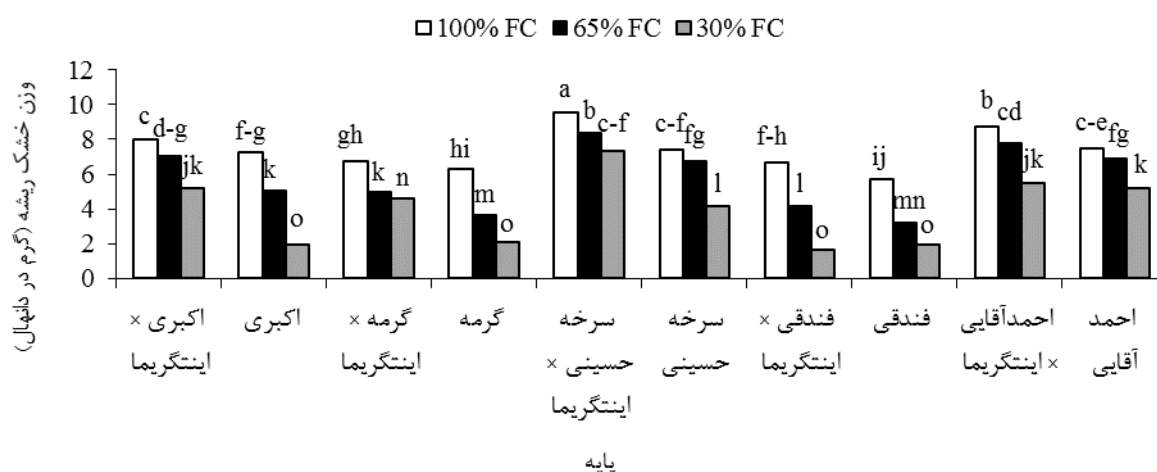 100% FC 65% FC 30% FC
وزن خشک ریشه (گرم در دانهال)
12
10
8
6
4
2
0
c d-g jk
f-g k o
gh k n
hi m o
a b c-f
c-f fg l
f-h l o
ij mn o
b cd jk
c-e fg k
اکبری ×
اینتگریما
اکبری
گرمه ×
اینتگریما
گرمه
سرخه
حسینی ×
اینتگریما
سرخه
حسینی
فندقی ×
اینتگریما
فندقی
احمدآقایی
× اینتگریما
احمد
آقایی
پایه